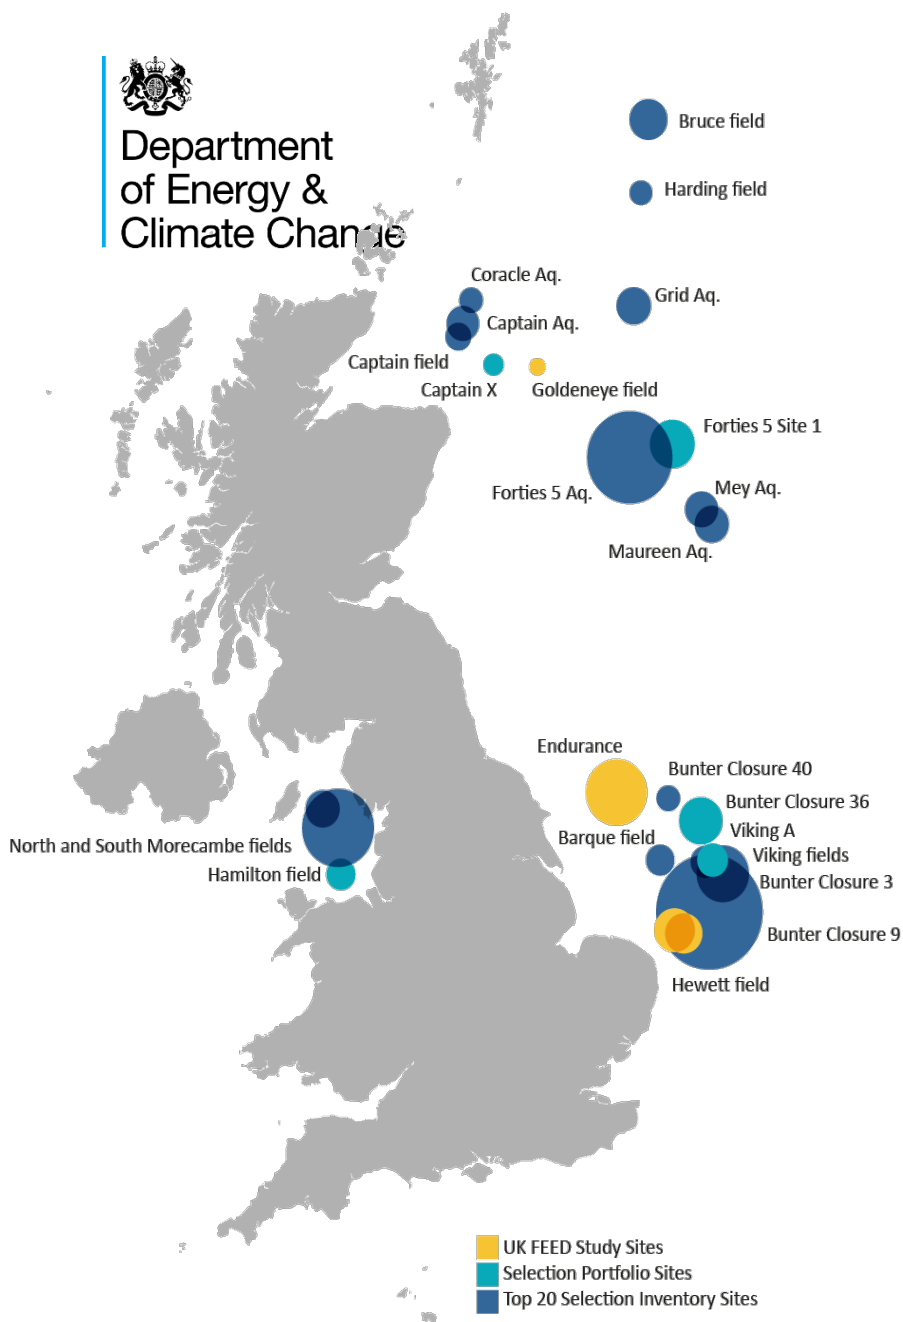 Department
of Energy &
Climate Change
Bruce field
Harding field
Coracle Aq.
Grid Aq.
Captain Aq.
Captain field
Captain X
Goldeneye field
Forties 5 Site 1
Forties 5 Aq.
Mey Aq.
Maureen Aq.
Endurance
Bunter Closure 40
Bunter Closure 36
Viking A
Barque field
Viking fields
North and South Morecambe fields
Hamilton field
Bunter Closure 3
Bunter Closure 9
Hewett field
UK FEED Study Sites
Selection Portfolio Sites
Top 20 Selection Inventory Sites